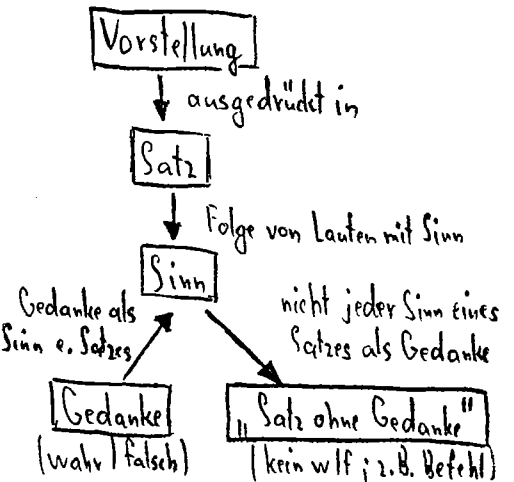 Vorstellung
ausgedrückt in
Satz
Folge von Lauten mit Sinn
Sinn
Gedanke als
Sinn e. Satzes
nicht jeder Sinn eines
Satzes als Gedanke
Gedanke
(wahr / falsch)
"Satz ohne Gedanke"
(kein w/f ; z.B. Befehl)